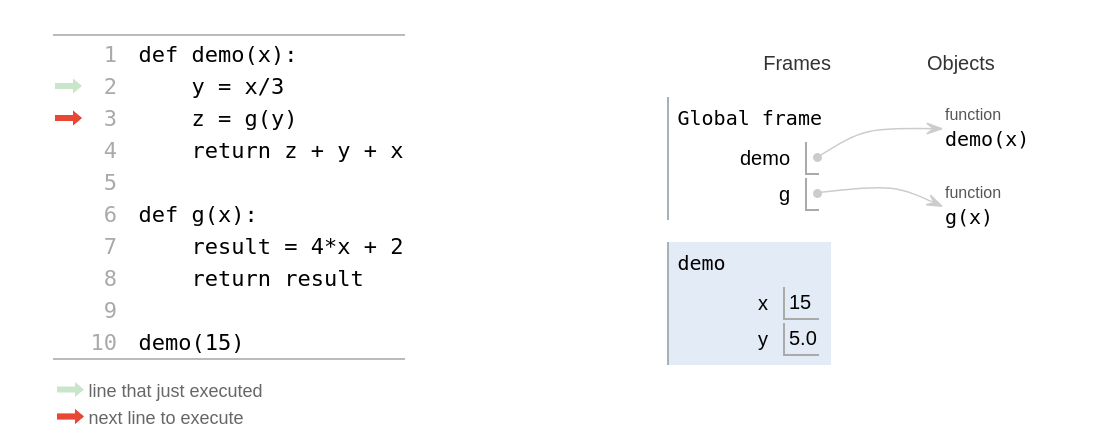 1 def demo(x):
2     y = x/3
3     z = g(y)
4     return z + y + x
5
6 def g(x):
7     result = 4*x + 2
8     return result
9
10 demo(15)
line that just executed
next line to execute
Frames Objects
Global frame
demo
g
function
demo(x)
function
g(x)
demo
x 15
y 5.0